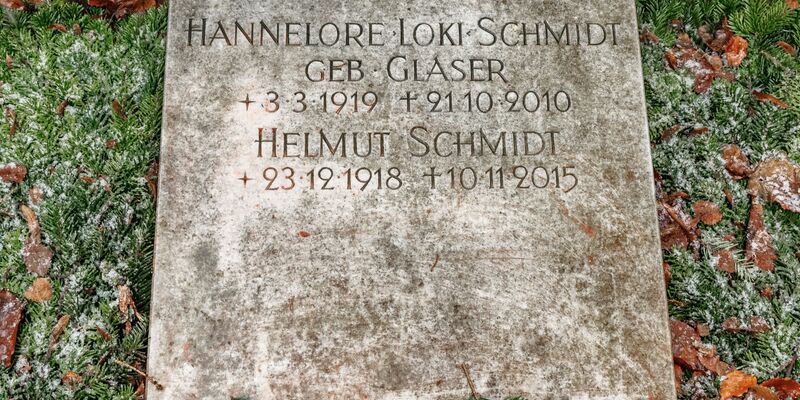 HANNELORE·LOKI·SCHMIDT
GEB·GLASER
+3·3·1919 †21·10·2010
HELMUT SCHMIDT
+23·12·1918 †10·11·2015